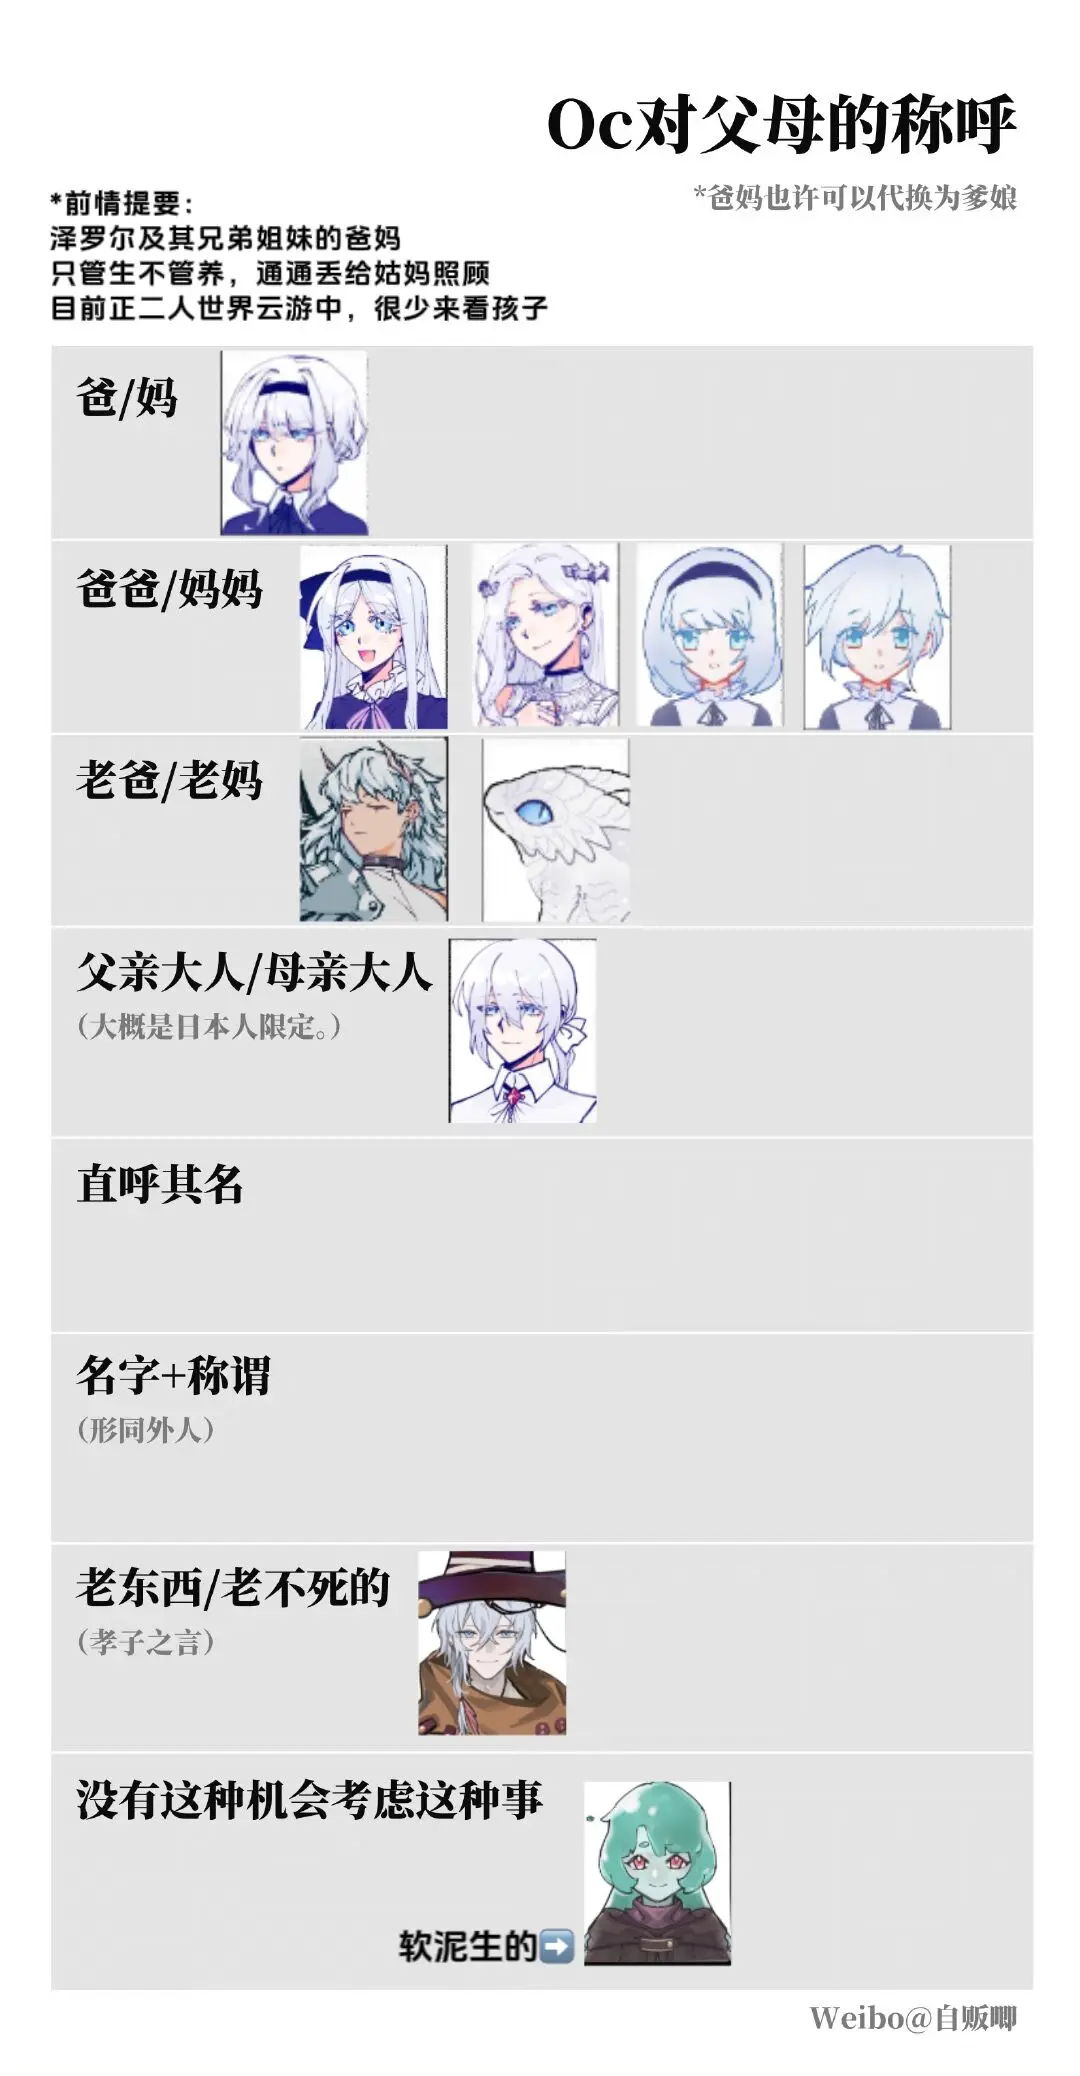 Oc对父母的称呼
*爸妈也许可以代换为爹娘
*前情提要：
泽罗尔及其兄弟姐妹的爸妈
只管生不管养，通通丢给姑妈照顾
目前正二人世界云游中，很少来看孩子
爸/妈
爸爸/妈妈
老爸/老妈
父亲大人/母亲大人
（大概是日本人限定。）
直呼其名
名字+称谓
（形同外人）
老东西/老不死的
（孝子之言）
没有这种机会考虑这种事
软泥生的➡️
Weibo@自贩唧